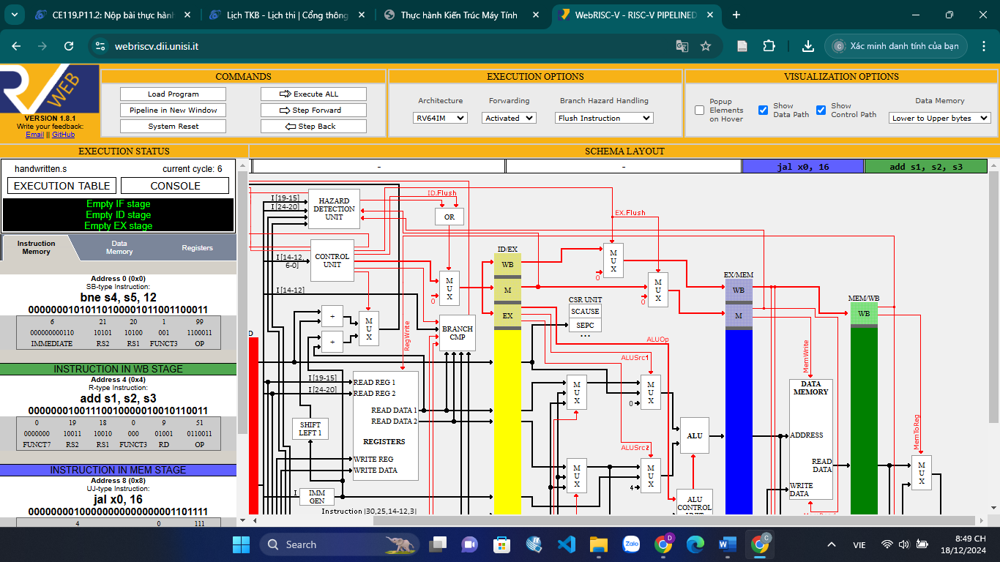 CE119.P11.2: Nộp bài thực hành
Lịch TKB - Lịch thi | Cổng thông
Thực hành Kiến Trúc Máy Tính
WebRISC-V - RISC-V PIPELINED
webriscv.dii.unisi.it
Xác minh danh tính của bạn
WEB
VERSION 1.8.1
Write your feedback:
Email || GitHub
COMMANDS
Load Program
Execute ALL
Pipeline in New Window
Step Forward
System Reset
Step Back
EXECUTION OPTIONS
Architecture
Forwarding
Branch Hazard Handling
RV64IM
Activated
Flush Instruction
VISUALIZATION OPTIONS
Popup
Elements
on Hover
Show
Data Path
Show
Control Path
Data Memory
Lower to Upper bytes
EXECUTION STATUS
SCHEMA LAYOUT
handwritten.s
current cycle: 6
EXECUTION TABLE
CONSOLE
Empty IF stage
Empty ID stage
Empty EX stage
Instruction
Memory
Data
Memory
Registers
Address 0 (0x0)
SB-type Instruction:
bne s4, s5, 12
00000001010110100001011001100011
6 21 20 1 99
000000000110 10101 10100 001 1100011
IMMEDIATE RS2 RS1 FUNCT3 OP
INSTRUCTION IN WB STAGE
Address 4 (0x4)
R-type Instruction:
add s1, s2, s3
00000001001110010000010010110011
0 19 18 0 9 51
0000000 10011 10010 000 01001 0110011
FUNCT7 RS2 RS1 FUNCT3 RD OP
INSTRUCTION IN MEM STAGE
Address 8 (0x8)
UJ-type Instruction:
jal x0, 16
00000000100000000000000001101111
4 0 111
- - jal x0, 16 add s1, s2, s3
I [19-15]
I [24-20]
HAZARD
DETECTION
UNIT
ID.Flush
OR
EX.Flush
I [14-12,
6-0]
CONTROL
UNIT
I [14-12]
MUX
0
ID/EX
WB
M
EX
MUX
0
MUX
0
EX/MEM
WB
M
MEM/WB
WB
CSR UNIT
SCAUSE
SEPC
...
+
+
MUX
RegWrite
BRANCH
CMP
ALUOp
ALUSrc1
MemWrite
D
I [19-15]
I [24-20]
READ REG 1
READ REG 2
READ DATA 1
READ DATA 2
REGISTERS
WRITE REG
WRITE DATA
SHIFT
LEFT 1
I
IMM
GEN
Instruction [30,25,14-12,3]
MUX
MUX
0
ALU
ALUSrc2
MUX
MUX
4
ALU
CONTROL
DATA
MEMORY
ADDRESS
READ
DATA
WRITE
DATA
MemToReg
MUX
Search
VIE
8:49 CH
18/12/2024